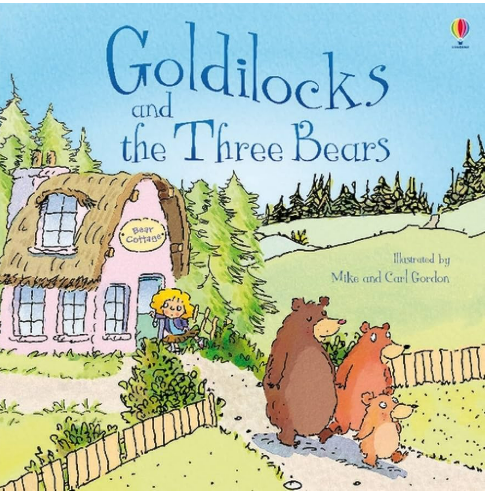 Goldilocks
and
the Three Bears
Bear
Cottage
Illustrated by
Mike and Carl Gordon